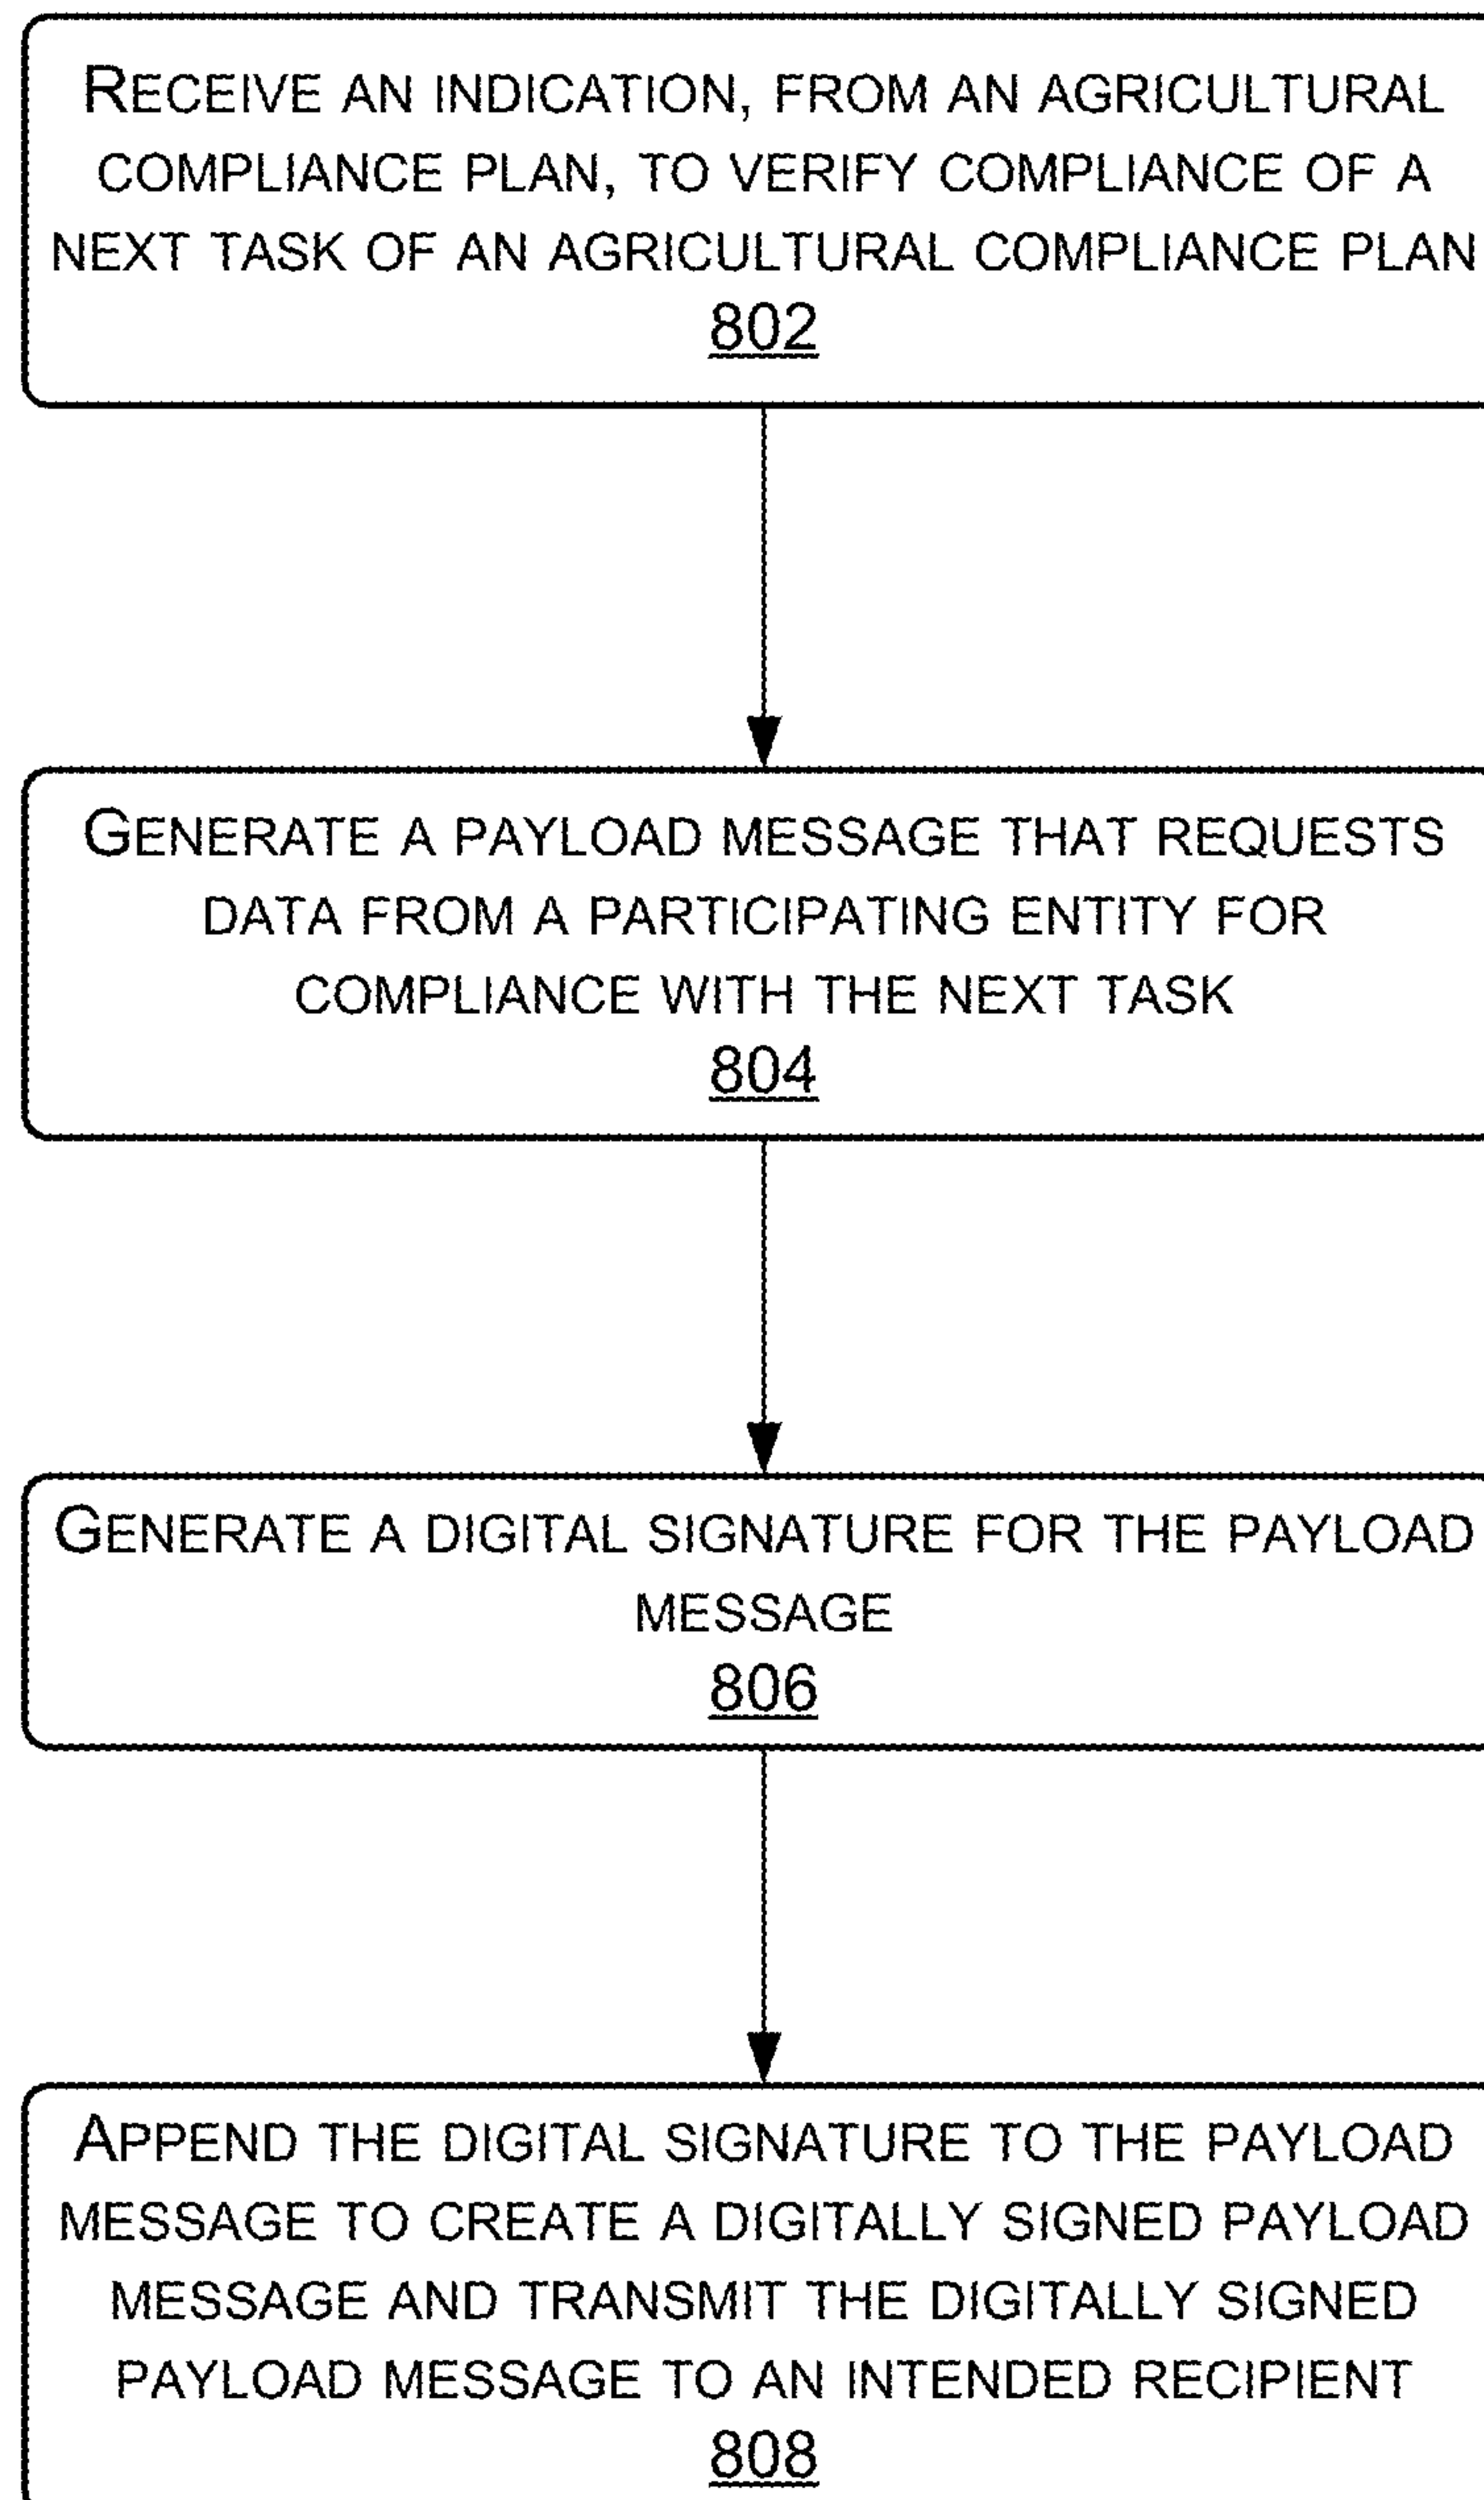 RECEIVE AN INDICATION, FROM AN AGRICULTURAL
COMPLIANCE PLAN, TO VERIFY COMPLIANCE OF A
NEXT TASK OF AN AGRICULTURAL COMPLIANCE PLAN
802
GENERATE A PAYLOAD MESSAGE THAT REQUESTS
DATA FROM A PARTICIPATING ENTITY FOR
COMPLIANCE WITH THE NEXT TASK
804
GENERATE A DIGITAL SIGNATURE FOR THE PAYLOAD
MESSAGE
806
APPEND THE DIGITAL SIGNATURE TO THE PAYLOAD
MESSAGE TO CREATE A DIGITALLY SIGNED PAYLOAD
MESSAGE AND TRANSMIT THE DIGITALLY SIGNED
PAYLOAD MESSAGE TO AN INTENDED RECIPIENT
808